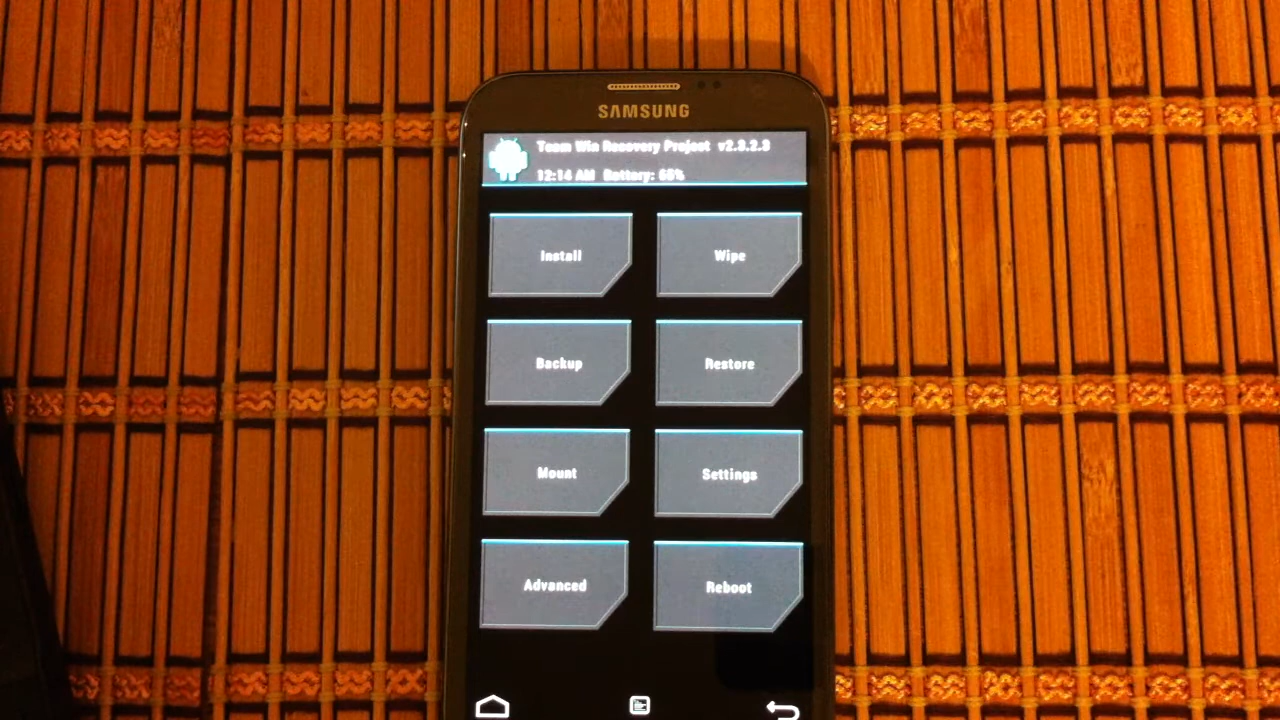 SAMSUNG
Team Win Recovery Project v2.3.2.3
12:14 AM Battery: 66%
Install Wipe
Backup Restore
Mount Settings
Advanced Reboot